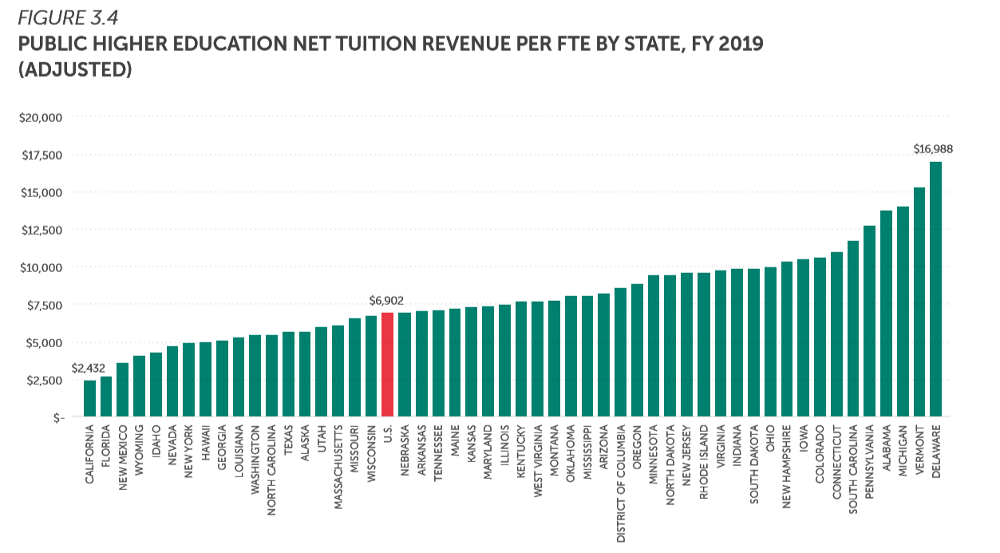 FIGURE 3.4
PUBLIC HIGHER EDUCATION NET TUITION REVENUE PER FTE BY STATE, FY 2019
(ADJUSTED)
$20,000
$17,500
$15,000
$12,500
$10,000
$7,500
$5,000
$2,500
$-
$2,432
$6,902
$16,988
CALIFORNIA
FLORIDA
NEW MEXICO
WYOMING
IDAHO
NEVADA
NEW YORK
HAWAII
GEORGIA
LOUISIANA
WASHINGTON
NORTH CAROLINA
TEXAS
ALASKA
UTAH
MASSACHUSETTS
MISSOURI
WISCONSIN
U.S.
NEBRASKA
ARKANSAS
TENNESSEE
MAINE
KANSAS
MARYLAND
ILLINOIS
KENTUCKY
WEST VIRGINIA
MONTANA
OKLAHOMA
MISSISSIPPI
ARIZONA
DISTRICT OF COLUMBIA
OREGON
MINNESOTA
NORTH DAKOTA
NEW JERSEY
RHODE ISLAND
VIRGINIA
INDIANA
SOUTH DAKOTA
OHIO
NEW HAMPSHIRE
IOWA
COLORADO
CONNECTICUT
SOUTH CAROLINA
PENNSYLVANIA
ALABAMA
MICHIGAN
VERMONT
DELAWARE